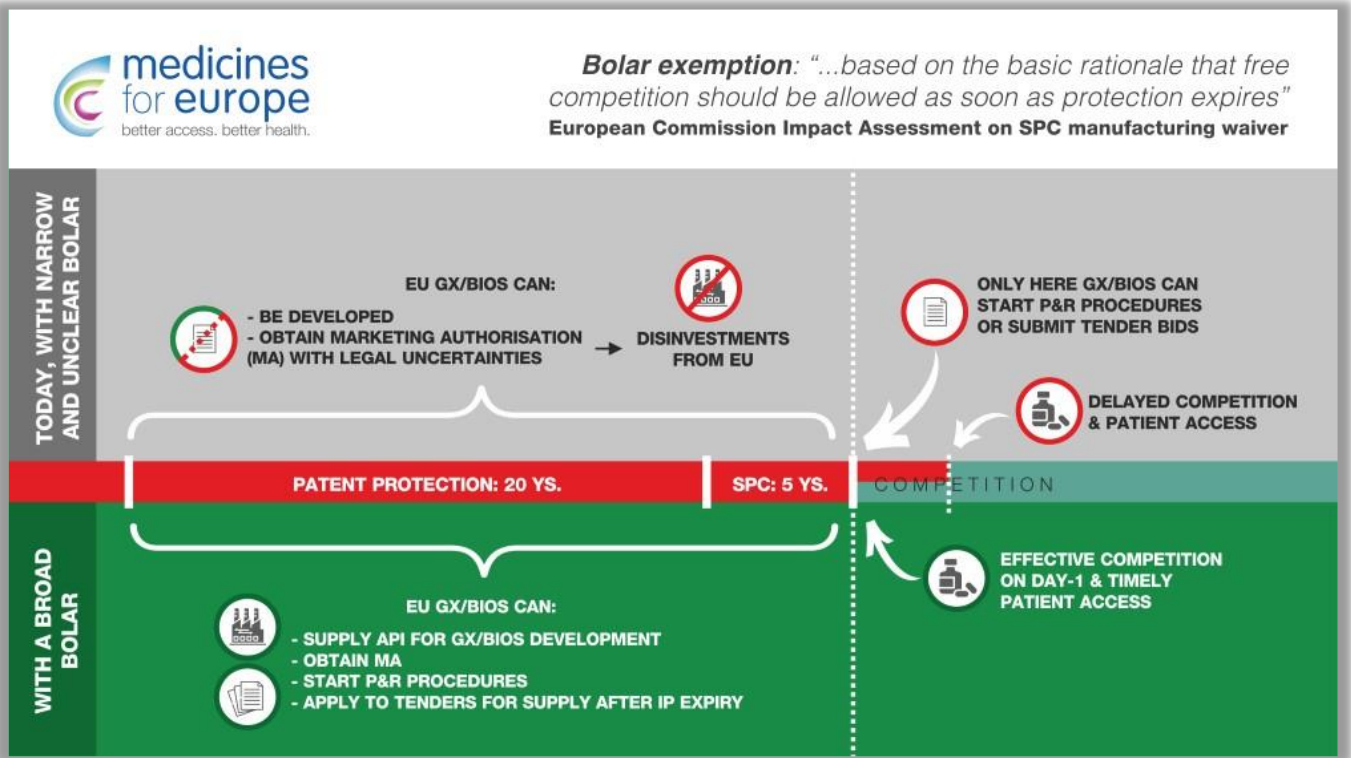 medicines
for europe
better access. better health.
Bolar exemption: “...based on the basic rationale that free
competition should be allowed as soon as protection expires”
European Commission Impact Assessment on SPC manufacturing waiver
TODAY, WITH NARROW
AND UNCLEAR BOLAR
EU GX/BIOS CAN:
- BE DEVELOPED
- OBTAIN MARKETING AUTHORISATION
(MA) WITH LEGAL UNCERTAINTIES
DISINVESTMENTS
FROM EU
ONLY HERE GX/BIOS CAN
START P&R PROCEDURES
OR SUBMIT TENDER BIDS
DELAYED COMPETITION
& PATIENT ACCESS
PATENT PROTECTION: 20 YS.
SPC: 5 YS.
COMPETITION
WITH A BROAD
BOLAR
EU GX/BIOS CAN:
- SUPPLY API FOR GX/BIOS DEVELOPMENT
- OBTAIN MA
- START P&R PROCEDURES
- APPLY TO TENDERS FOR SUPPLY AFTER IP EXPIRY
EFFECTIVE COMPETITION
ON DAY-1 & TIMELY
PATIENT ACCESS